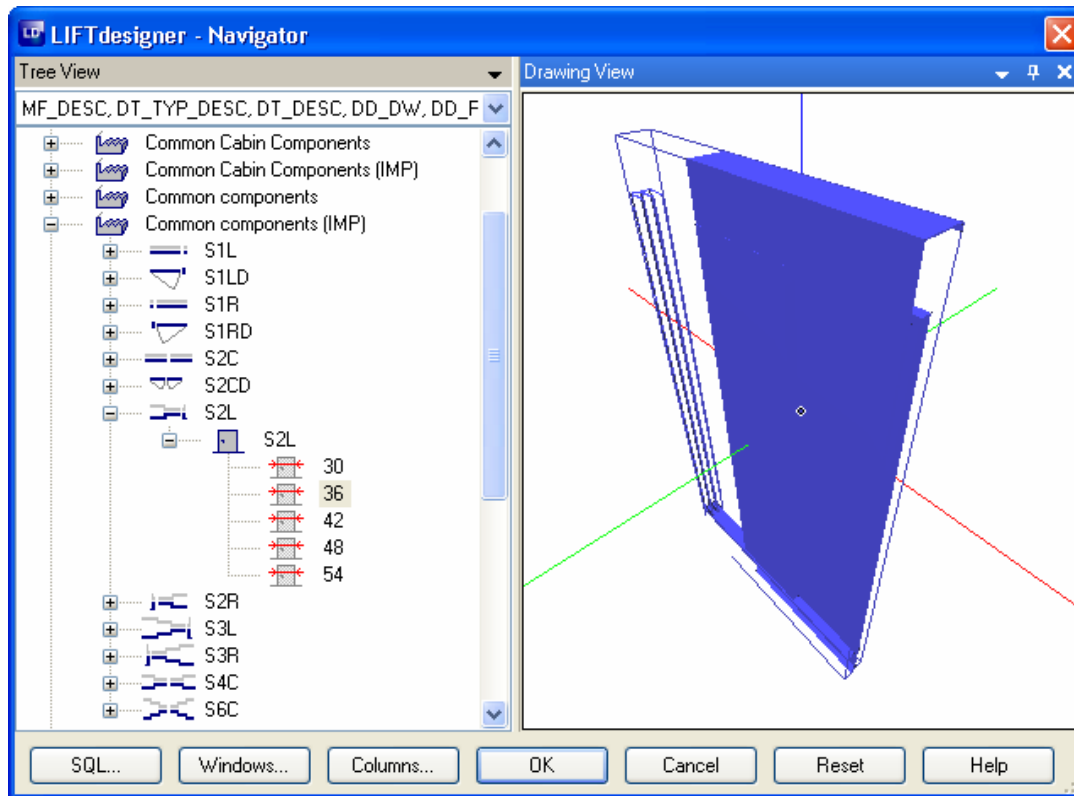 LD LIFTdesigner - Navigator
Tree View
Drawing View
MF_DESC, DT_TYP_DESC, DT_DESC, DD_DW, DD_F
Common Cabin Components
Common Cabin Components (IMP)
Common components
Common components (IMP)
S1L
S1LD
S1R
S1RD
S2C
S2CD
S2L
S2L
30
36
42
48
54
S2R
S3L
S3R
S4C
S6C
SQL... Windows... Columns... OK Cancel Reset Help